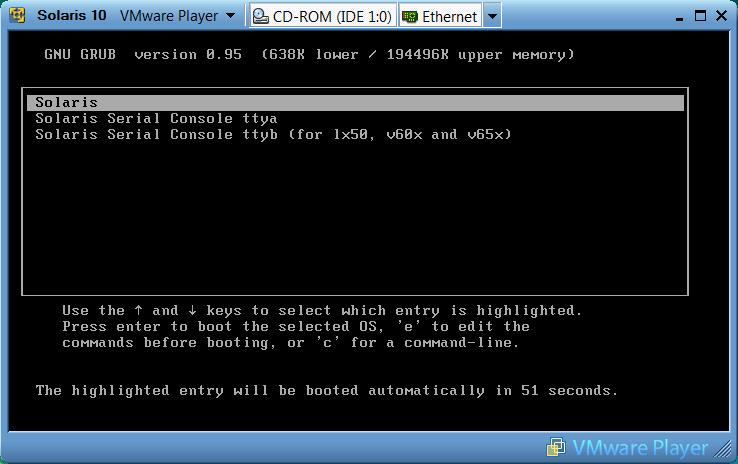 Solaris 10 VMware Player CD-ROM (IDE 1:0) Ethernet
GNU GRUB version 0.95 (638K lower / 194496K upper memory)
Solaris
Solaris Serial Console ttya
Solaris Serial Console ttyb (for lx50, v60x and v65x)
Use the ↑ and ↓ keys to select which entry is highlighted.
Press enter to boot the selected OS, 'e' to edit the
commands before booting, or 'c' for a command-line.
The highlighted entry will be booted automatically in 51 seconds.
VMware Player